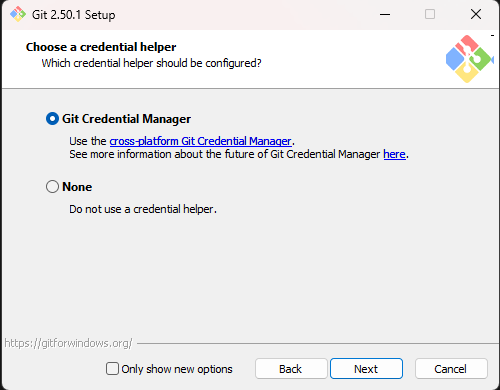 Git 2.50.1 Setup
Choose a credential helper
Which credential helper should be configured?
Git Credential Manager
Use the cross-platform Git Credential Manager.
See more information about the future of Git Credential Manager here.
None
Do not use a credential helper.
https://gitforwindows.org/
Only show new options
Back
Next
Cancel